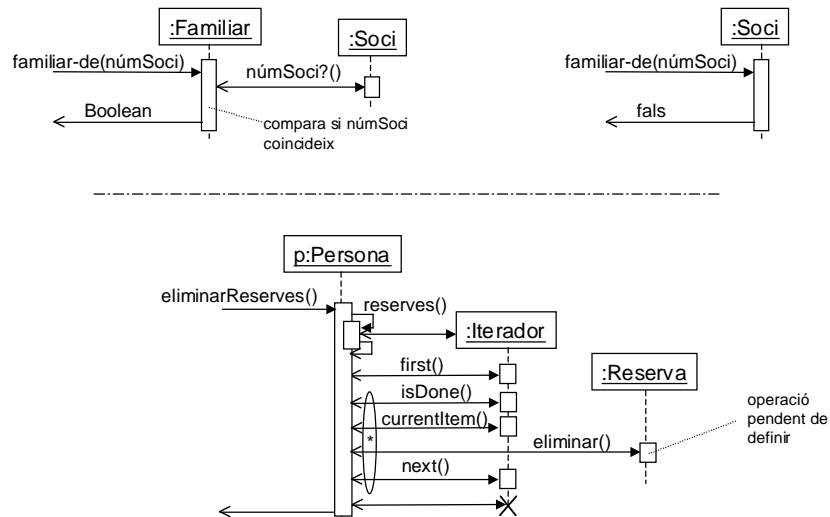 :Familiar
:Soci
familiar-de(númSoci)
númSoci?()
Boolean
compara si númSoci
coincideix
:Soci
familiar-de(númSoci)
fals
p:Persona
eliminarReserves()
reserves()
:Iterador
first()
:Reserva
isDone()
currentItem()
*
eliminar()
next()
operació
pendent de
definir